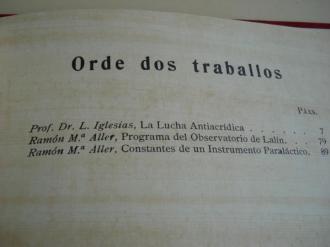 Orde dos traballos
Páxs.
Prof. Dr. L. Iglesias, La Lucha Antiacrídica . . . . . . 7
Ramón M.ª Aller, Programa del Observatorio de Lalín. . . 79
Ramón M.ª Aller, Constantes de un Instrumento Paraláctico. 89